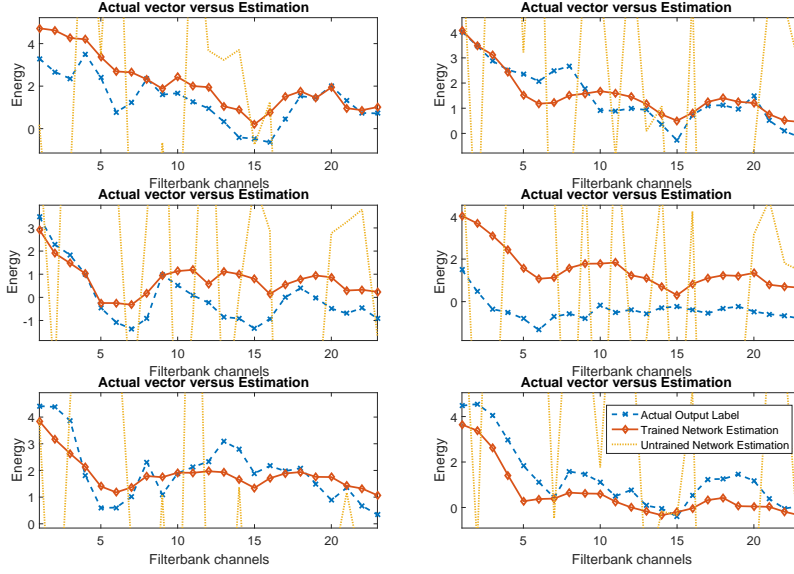 Actual vector versus Estimation
Energy
4
2
0
5
10
15
20
Filterbank channels
Actual vector versus Estimation
Energy
4
3
2
1
0
5
10
15
20
Filterbank channels
Actual vector versus Estimation
Energy
3
2
1
0
-1
5
10
15
20
Filterbank channels
Actual vector versus Estimation
Energy
4
2
0
5
10
15
20
Filterbank channels
Actual vector versus Estimation
Energy
5
4
3
2
1
0
5
10
15
20
Filterbank channels
Actual vector versus Estimation
Energy
4
2
0
5
10
15
20
Filterbank channels
Actual Output Label
Trained Network Estimation
Untrained Network Estimation